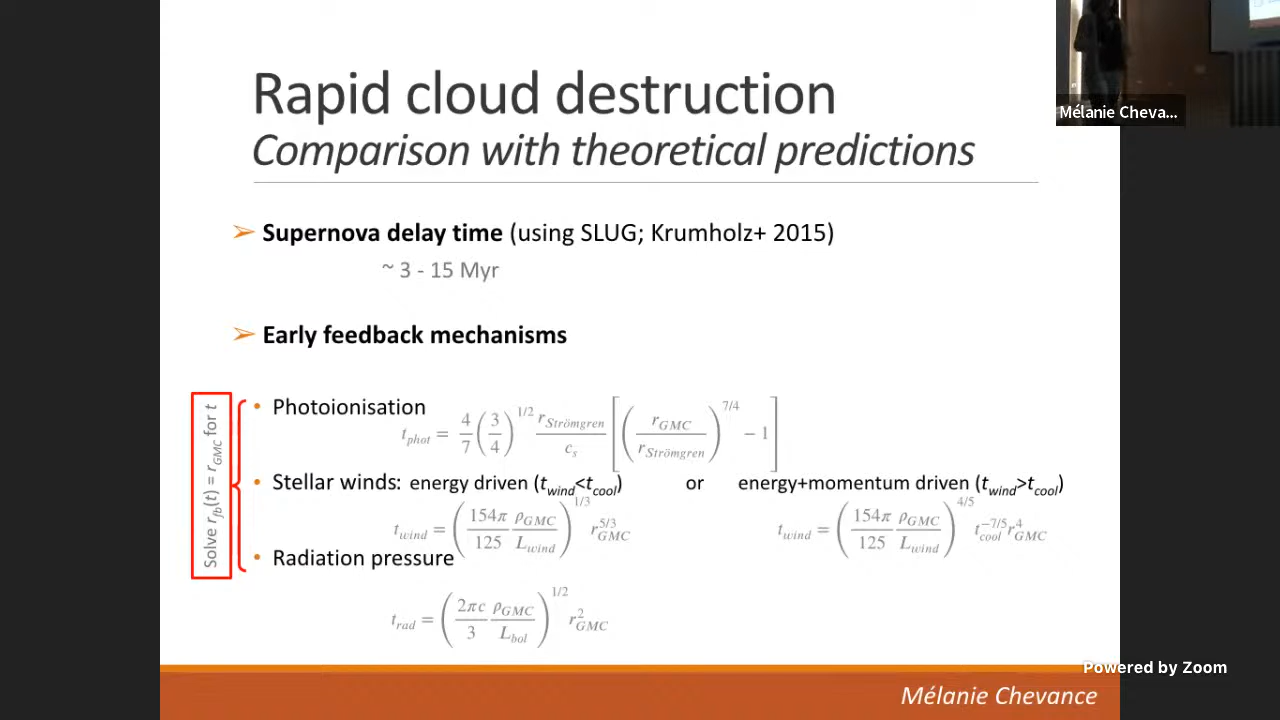 Rapid cloud destruction
Comparison with theoretical predictions
Mélanie Cheva...
➢ Supernova delay time (using SLUG; Krumholz+ 2015)
~ 3 - 15 Myr
➢ Early feedback mechanisms
Solve r_fb(t) = r_GMC for t
• Photoionisation
t_phot = 4/7 (3/4)^1/2 r_Strömgren/c_s [(r_GMC/r_Strömgren)^7/4 − 1]
• Stellar winds: energy driven (t_wind<t_cool) or energy+momentum driven (t_wind>t_cool)
t_wind = (154π/125 ρ_GMC/L_wind)^1/3 r_GMC^5/3 t_wind = (154π/125 ρ_GMC/L_wind)^4/5 t_cool^−7/5 r_GMC^4
• Radiation pressure
t_rad = (2πc/3 ρ_GMC/L_bol)^1/2 r_GMC^2
Powered by Zoom
Mélanie Chevance